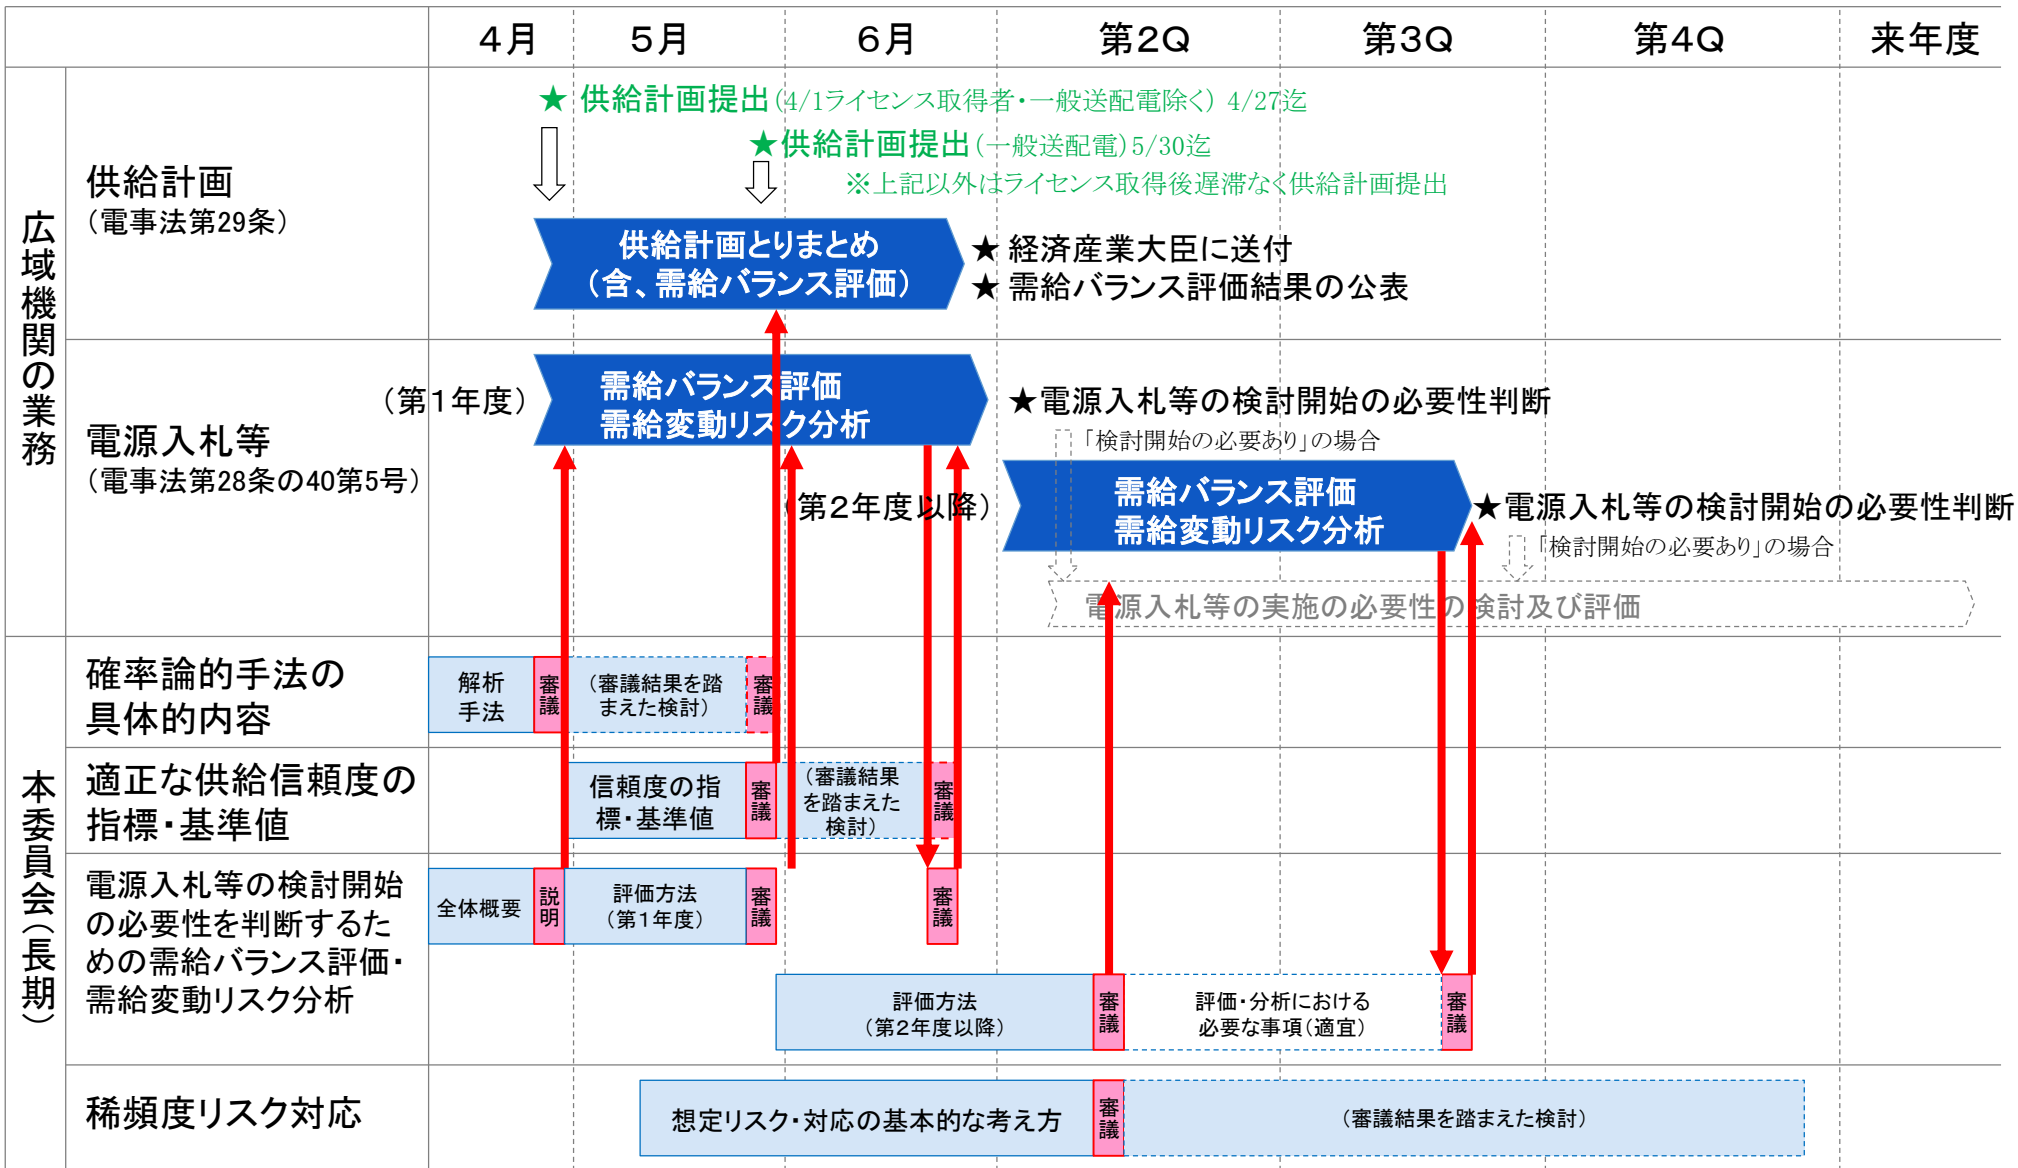 4月
5月
6月
第2Q
第3Q
第4Q
来年度
広域機関の業務
供給計画
（電事法第29条）
★ 供給計画提出（4/1ライセンス取得者・一般送配電除く） 4/27迄
★供給計画提出（一般送配電）5/30迄
※上記以外はライセンス取得後遅滞なく供給計画提出
供給計画とりまとめ
（含、需給バランス評価）
★ 経済産業大臣に送付
★ 需給バランス評価結果の公表
電源入札等
（電事法第28条の40第5号）
（第1年度）
需給バランス評価
需給変動リスク分析
★電源入札等の検討開始の必要性判断
「検討開始の必要あり」の場合
（第2年度以降）
需給バランス評価
需給変動リスク分析
★電源入札等の検討開始の必要性判断
「検討開始の必要あり」の場合
電源入札等の実施の必要性の検討及び評価
本委員会（長期）
確率論的手法の
具体的内容
解析
手法
審議
（審議結果を踏
まえた検討）
審議
適正な供給信頼度の
指標・基準値
信頼度の指
標・基準値
審議
（審議結果
を踏まえた
検討）
審議
電源入札等の検討開始
の必要性を判断するた
めの需給バランス評価・
需給変動リスク分析
全体概要
説明
評価方法
（第1年度）
審議
審議
評価方法
（第2年度以降）
審議
評価・分析における
必要な事項（適宜）
審議
稀頻度リスク対応
想定リスク・対応の基本的な考え方
審議
（審議結果を踏まえた検討）